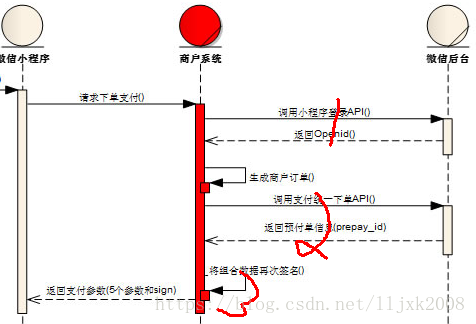 微信小程序
商户系统
微信后台
请求下单支付()
调用小程序登录API()
返回Openid()
生成商户订单()
调用支付统一下单API()
返回预付单信息(prepay_id)
将组合数据再次签名()
返回支付参数(5个参数和sign)
https://blog.csdn.net/lljxk2008